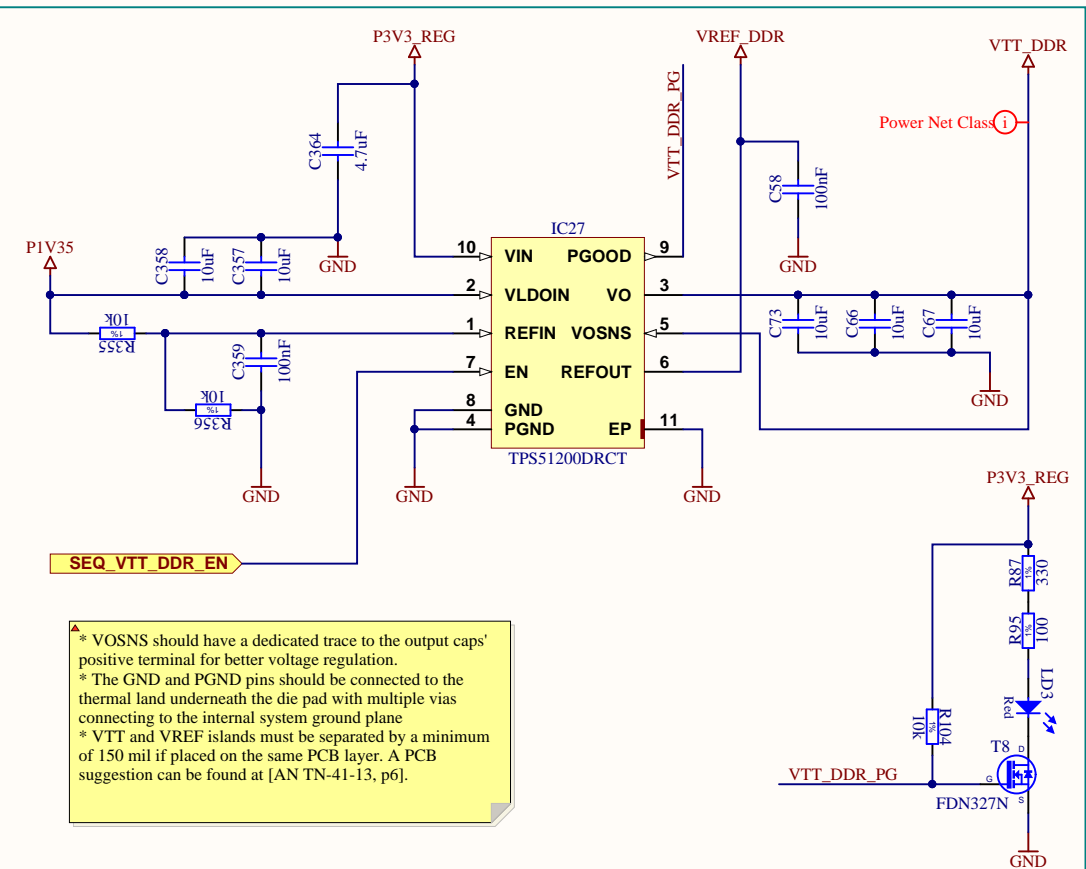 P3V3_REG
VREF_DDR
VTT_DDR
VTT_DDR_PG
Power Net Class
i
C364
4.7uF
C58
100nF
P1V35
C358
10uF
C357
10uF
GND
GND
IC27
10
VIN
PGOOD
9
2
VLDOIN
VO
3
1
REFIN
VOSNS
5
7
EN
REFOUT
6
8
GND
4
PGND
EP
11
TPS51200DRCT
10k
1%
R355
C359
100nF
10k
1%
R356
C73
10uF
C66
10uF
C67
10uF
GND
GND
GND
GND
SEQ_VTT_DDR_EN
P3V3_REG
R87
1%
330
R95
1%
100
LD3
Red
R104
1%
10k
T8
D
G
S
VTT_DDR_PG
FDN327N
GND
* VOSNS should have a dedicated trace to the output caps'
positive terminal for better voltage regulation.
* The GND and PGND pins should be connected to the
thermal land underneath the die pad with multiple vias
connecting to the internal system ground plane
* VTT and VREF islands must be separated by a minimum
of 150 mil if placed on the same PCB layer. A PCB
suggestion can be found at [AN TN-41-13, p6].